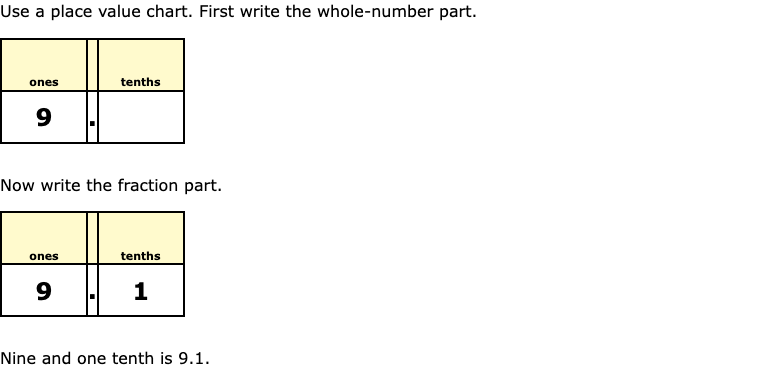 Use a place value chart. First write the whole-number part.
ones tenths
9 .
Now write the fraction part.
ones tenths
9 . 1
Nine and one tenth is 9.1.